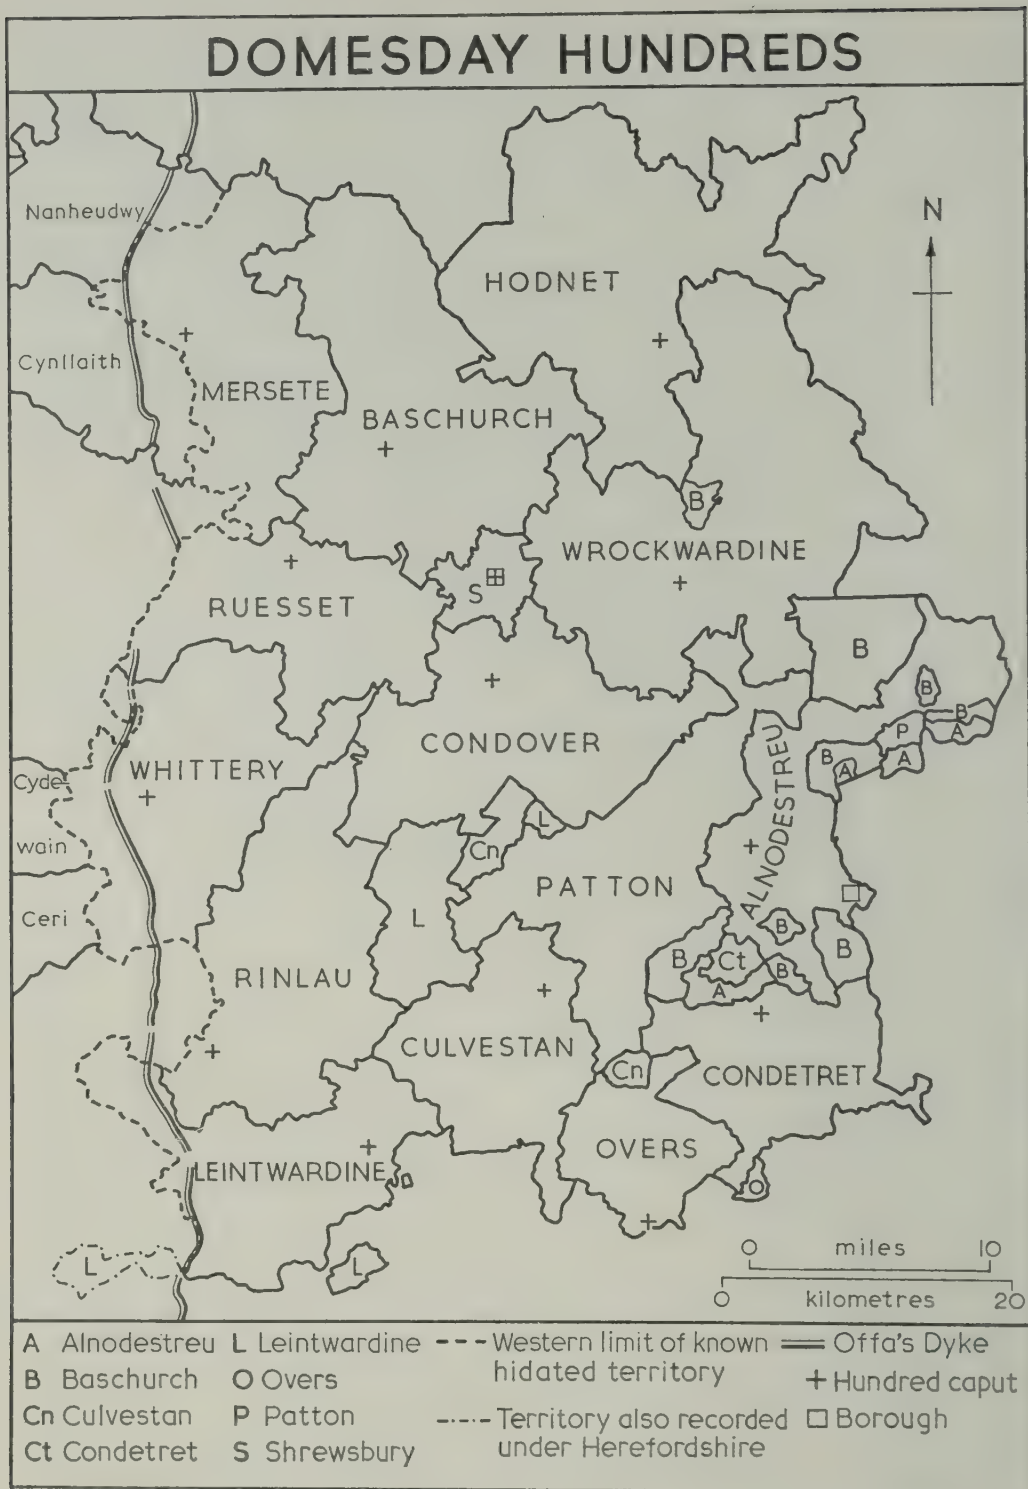 DOMESDAY HUNDREDS
Nanheudwy
N
HODNET
Cynllaith
MERSETE
BASCHURCH
B
WROCKWARDINE
S
RUESSET
B
B
B
CONDOVER
P
A
WHITTERY
B
A
A
Cyde-
wain
L
ALNODESTREU
Cn
PATTON
Ceri
L
B
B
B
Ct
B
RINLAU
A
CULVESTAN
Cn
CONDETRET
OVERS
LEINTWARDINE
O
L
L
0 miles 10
0 kilometres 20
A Alnodestreu L Leintwardine Western limit of known Offa's Dyke
B Baschurch O Overs hidated territory Hundred caput
Cn Culvestan P Patton Territory also recorded Borough
Ct Condetret S Shrewsbury under Herefordshire